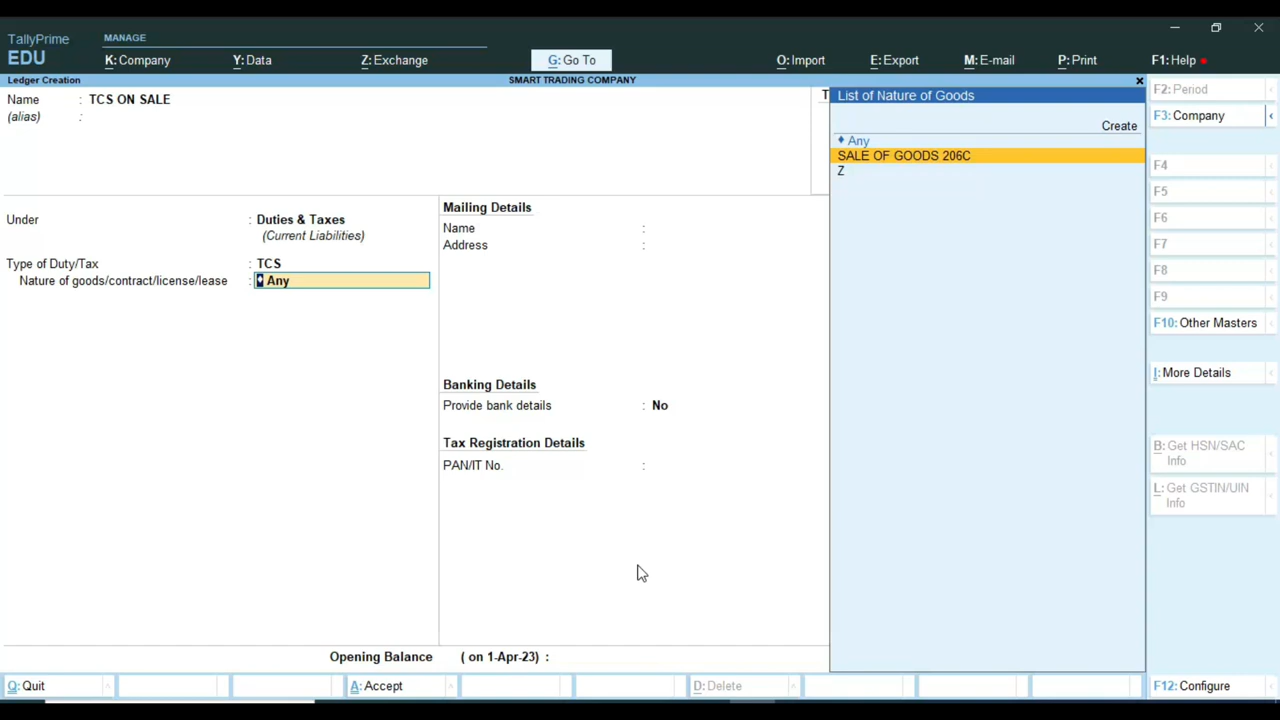 TallyPrime
EDU
MANAGE
K: Company
Y: Data
Z: Exchange
G: Go To
O: Import
E: Export
M: E-mail
P: Print
F1: Help
Ledger Creation
SMART TRADING COMPANY
Name : TCS ON SALE
(alias) :
T
Under : Duties & Taxes
(Current Liabilities)
Type of Duty/Tax : TCS
Nature of goods/contract/license/lease : ♦ Any
Mailing Details
Name :
Address :
Banking Details
Provide bank details : No
Tax Registration Details
PAN/IT No. :
Opening Balance ( on 1-Apr-23) :
List of Nature of Goods
Create
♦ Any
SALE OF GOODS 206C
Z
F2: Period
F3: Company
F4
F5
F6
F7
F8
F9
F10: Other Masters
I: More Details
B: Get HSN/SAC
Info
L: Get GSTIN/UIN
Info
Q: Quit
A: Accept
D: Delete
F12: Configure